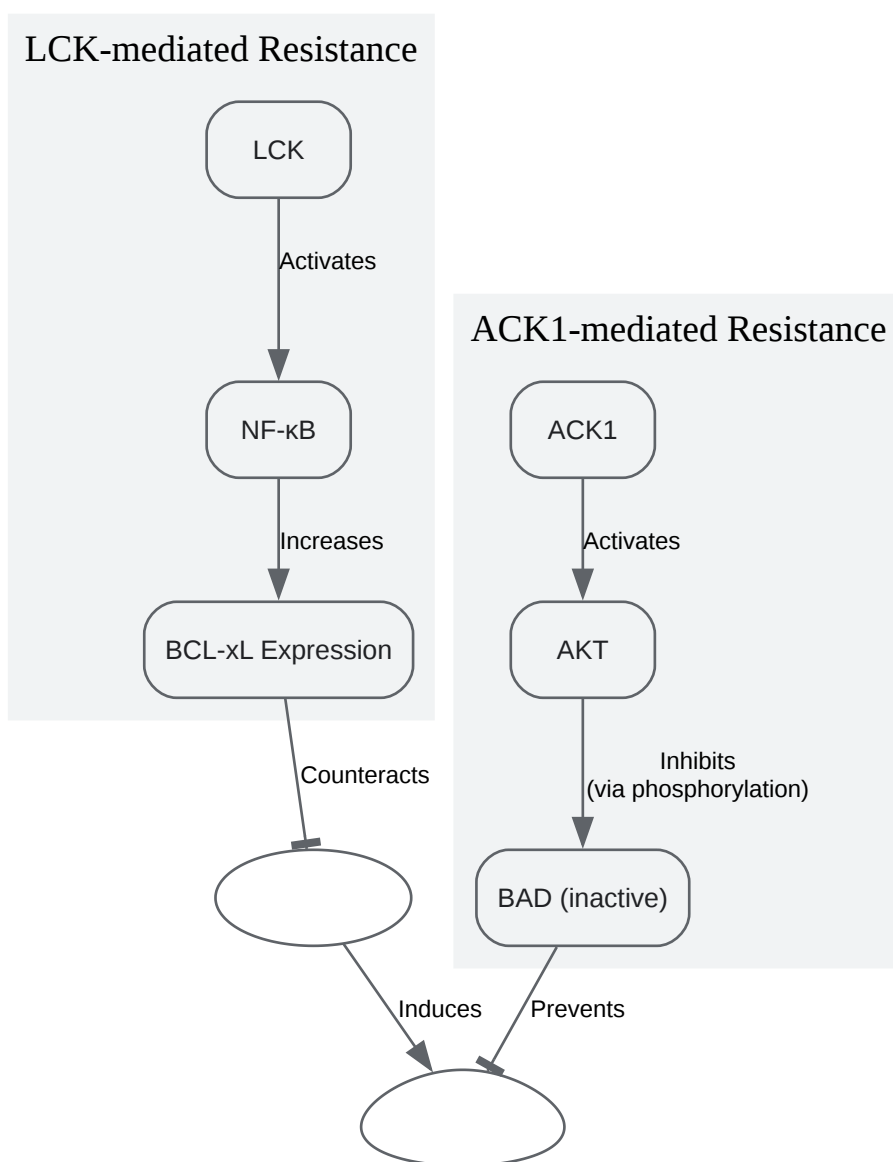 LCK-mediated Resistance
LCK
Activates
NF-κB
Increases
BCL-xL Expression
Counteracts
ACK1-mediated Resistance
ACK1
Activates
AKT
Inhibits
(via phosphorylation)
BAD (inactive)
Induces
Prevents